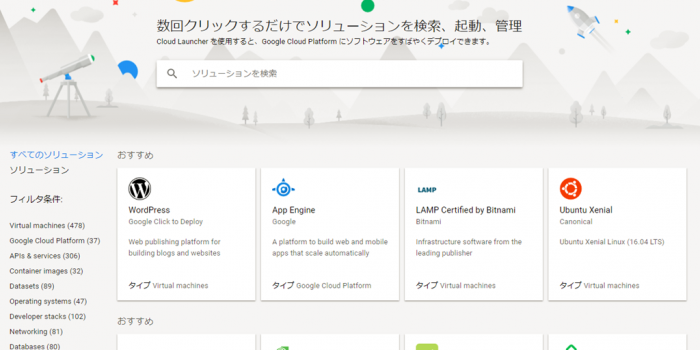 数回クリックするだけでソリューションを検索、起動、管理
Cloud Launcher を使用すると、Google Cloud Platform にソフトウェアをすばやくデプロイできます。
ソリューションを検索
すべてのソリューション
ソリューション
フィルタ条件:
Virtual machines (478)
Google Cloud Platform (37)
APIs & services (306)
Container images (32)
Datasets (89)
Operating systems (47)
Developer stacks (102)
Networking (81)
Databases (80)
おすすめ
WordPress
Google Click to Deploy
Web publishing platform for
building blogs and websites
タイプ Virtual machines
App Engine
Google
A platform to build web and mobile
apps that scale automatically
タイプ Google Cloud Platform
LAMP
LAMP Certified by Bitnami
Bitnami
Infrastructure software from the
leading publisher
タイプ Virtual machines
Ubuntu Xenial
Canonical
Ubuntu Xenial Linux (16.04 LTS)
タイプ Virtual machines
おすすめ